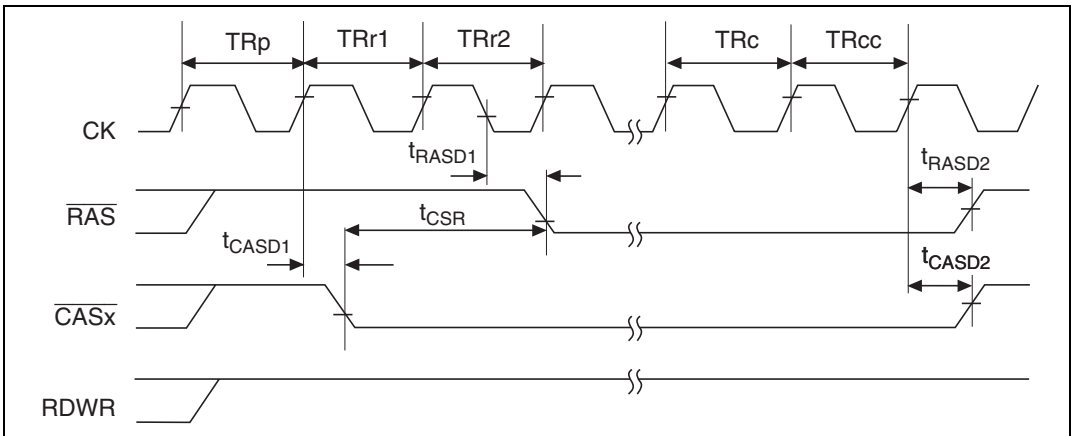 TRp TRr1 TRr2 TRc TRcc
CK
tRASD1 tRASD2
RAS
tCSR
tCASD1 tCASD2
CASx
RDWR